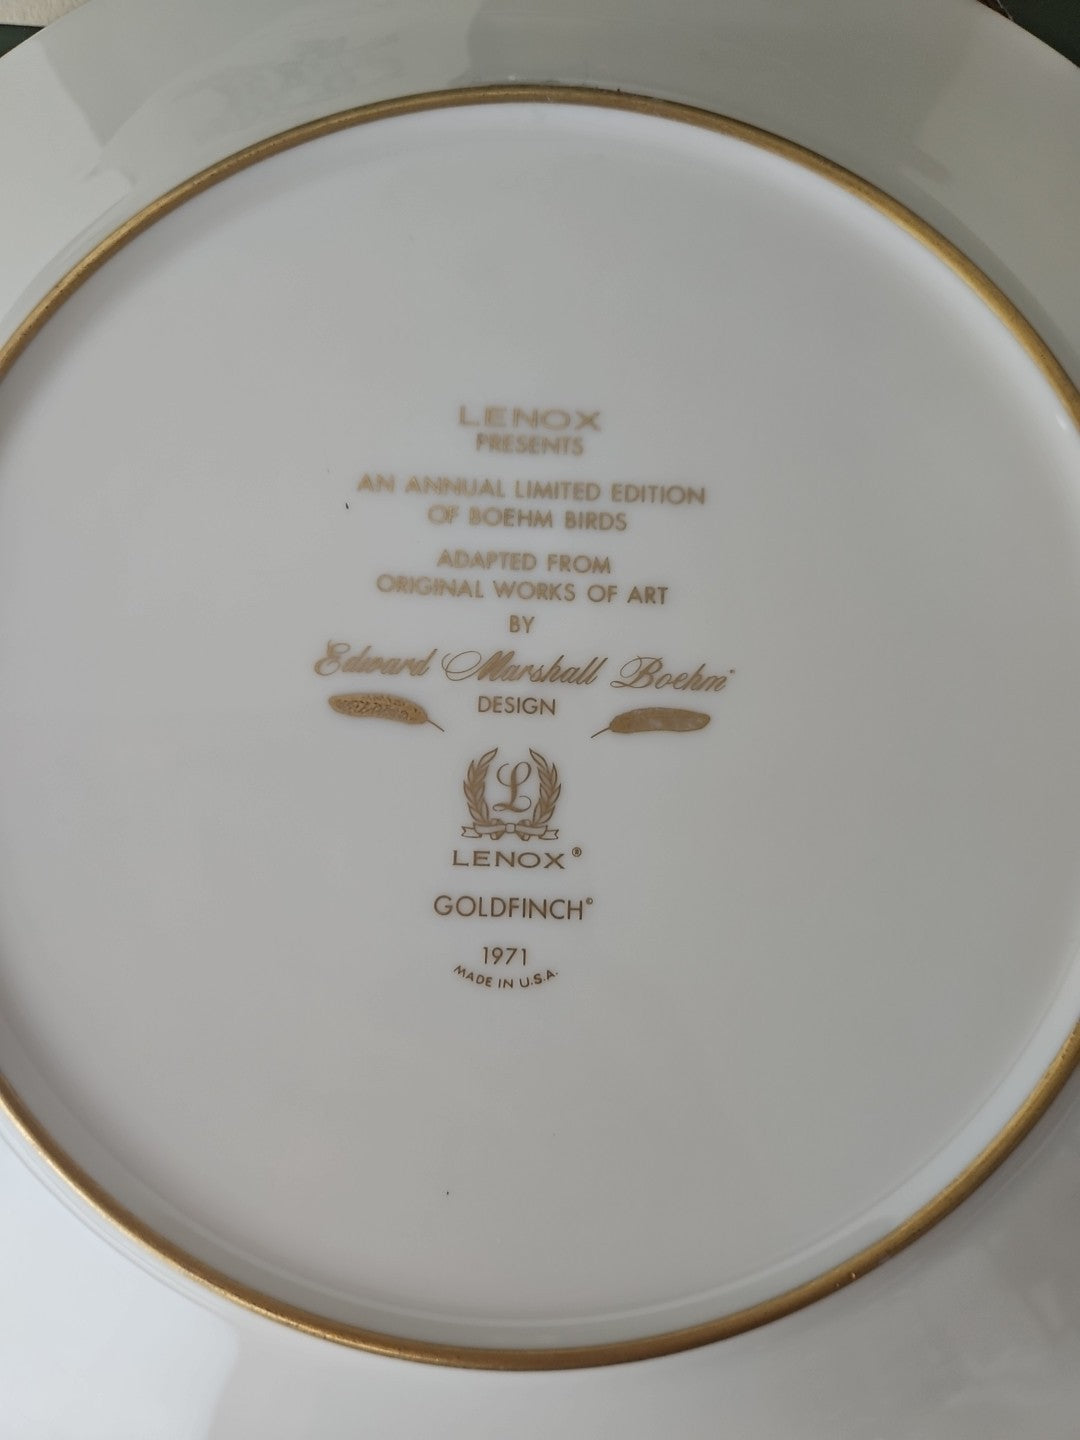 LENOX
PRESENTS
AN ANNUAL LIMITED EDITION
OF BOEHM BIRDS
ADAPTED FROM
ORIGINAL WORKS OF ART
BY
Edward Marshall Boehm
DESIGN
L
LENOX®
GOLDFINCH©
1971
MADE IN U.S.A.